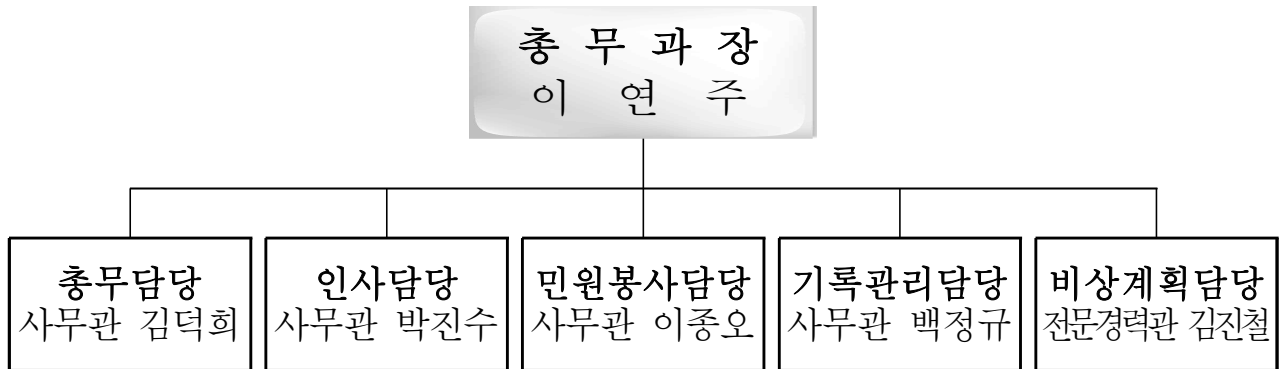 총 무 과 장
이 연 주
총무담당
사무관 김덕희
인사담당
사무관 박진수
민원봉사담당
사무관 이종오
기록관리담당
사무관 백정규
비상계획담당
전문경력관 김진철